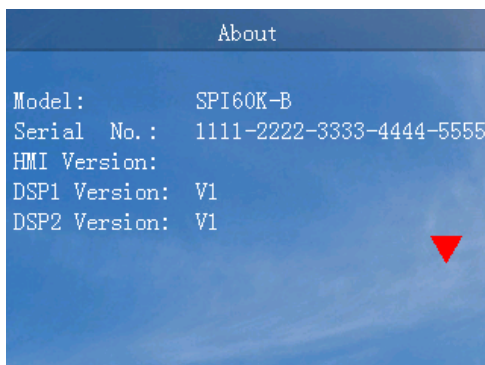 About
Model: SPI60K-B
Serial No.: 1111-2222-3333-4444-5555
HMI Version:
DSP1 Version: V1
DSP2 Version: V1